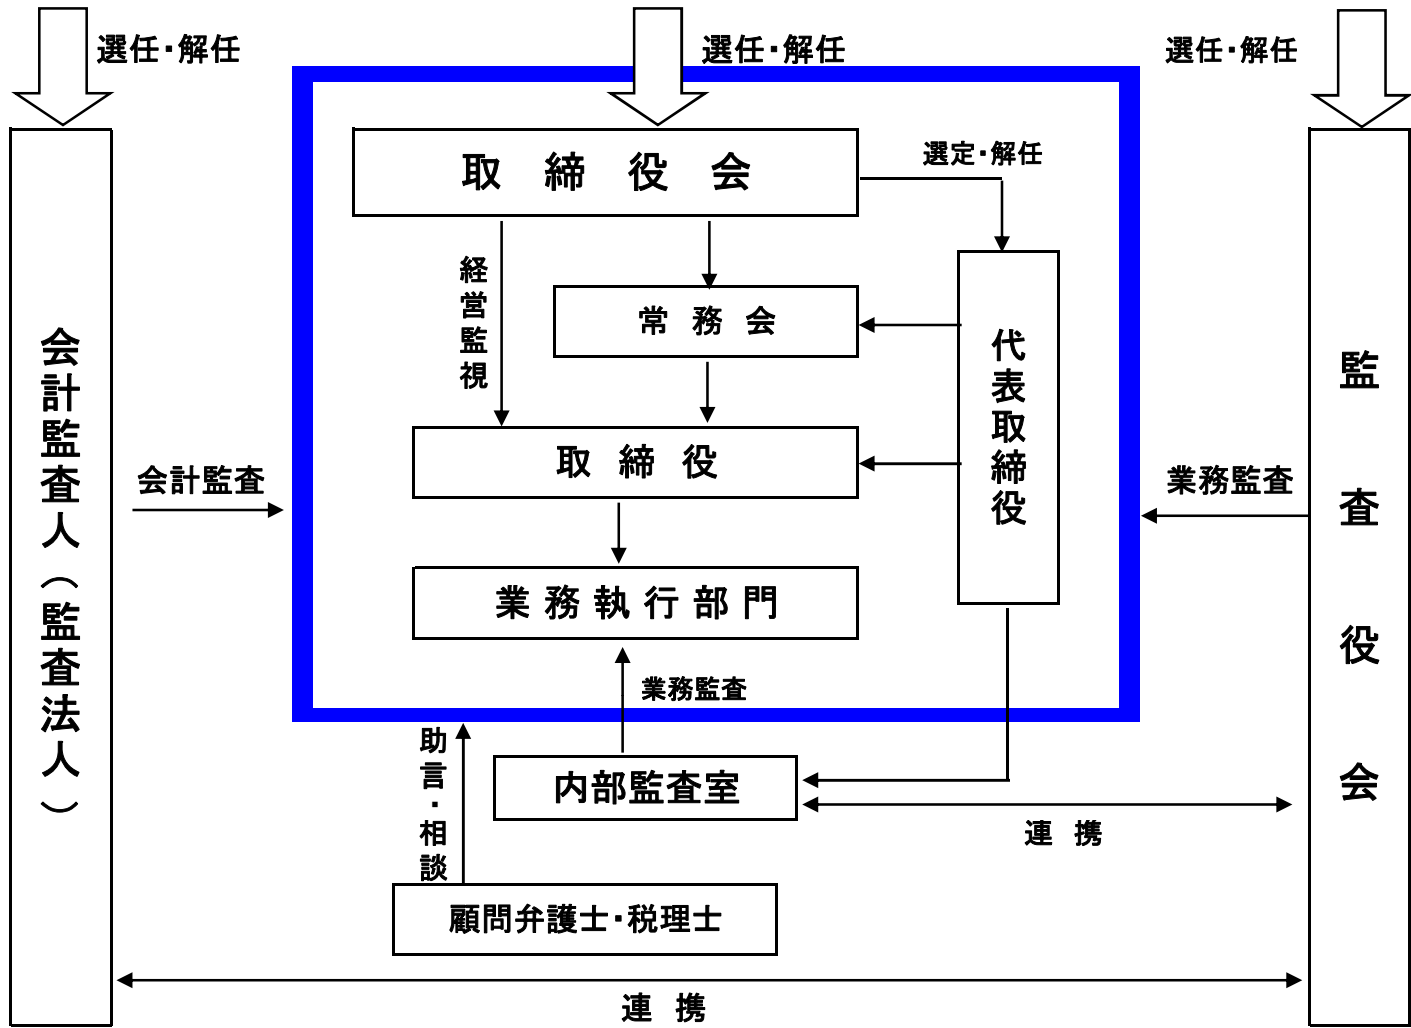 選任・解任
選任・解任
選任・解任
取締役会
選定・解任
経営監視
常務会
代表取締役
取締役
会計監査人（監査法人）
会計監査
業務監査
監査役会
業務執行部門
業務監査
助言・相談
内部監査室
連携
顧問弁護士・税理士
連携